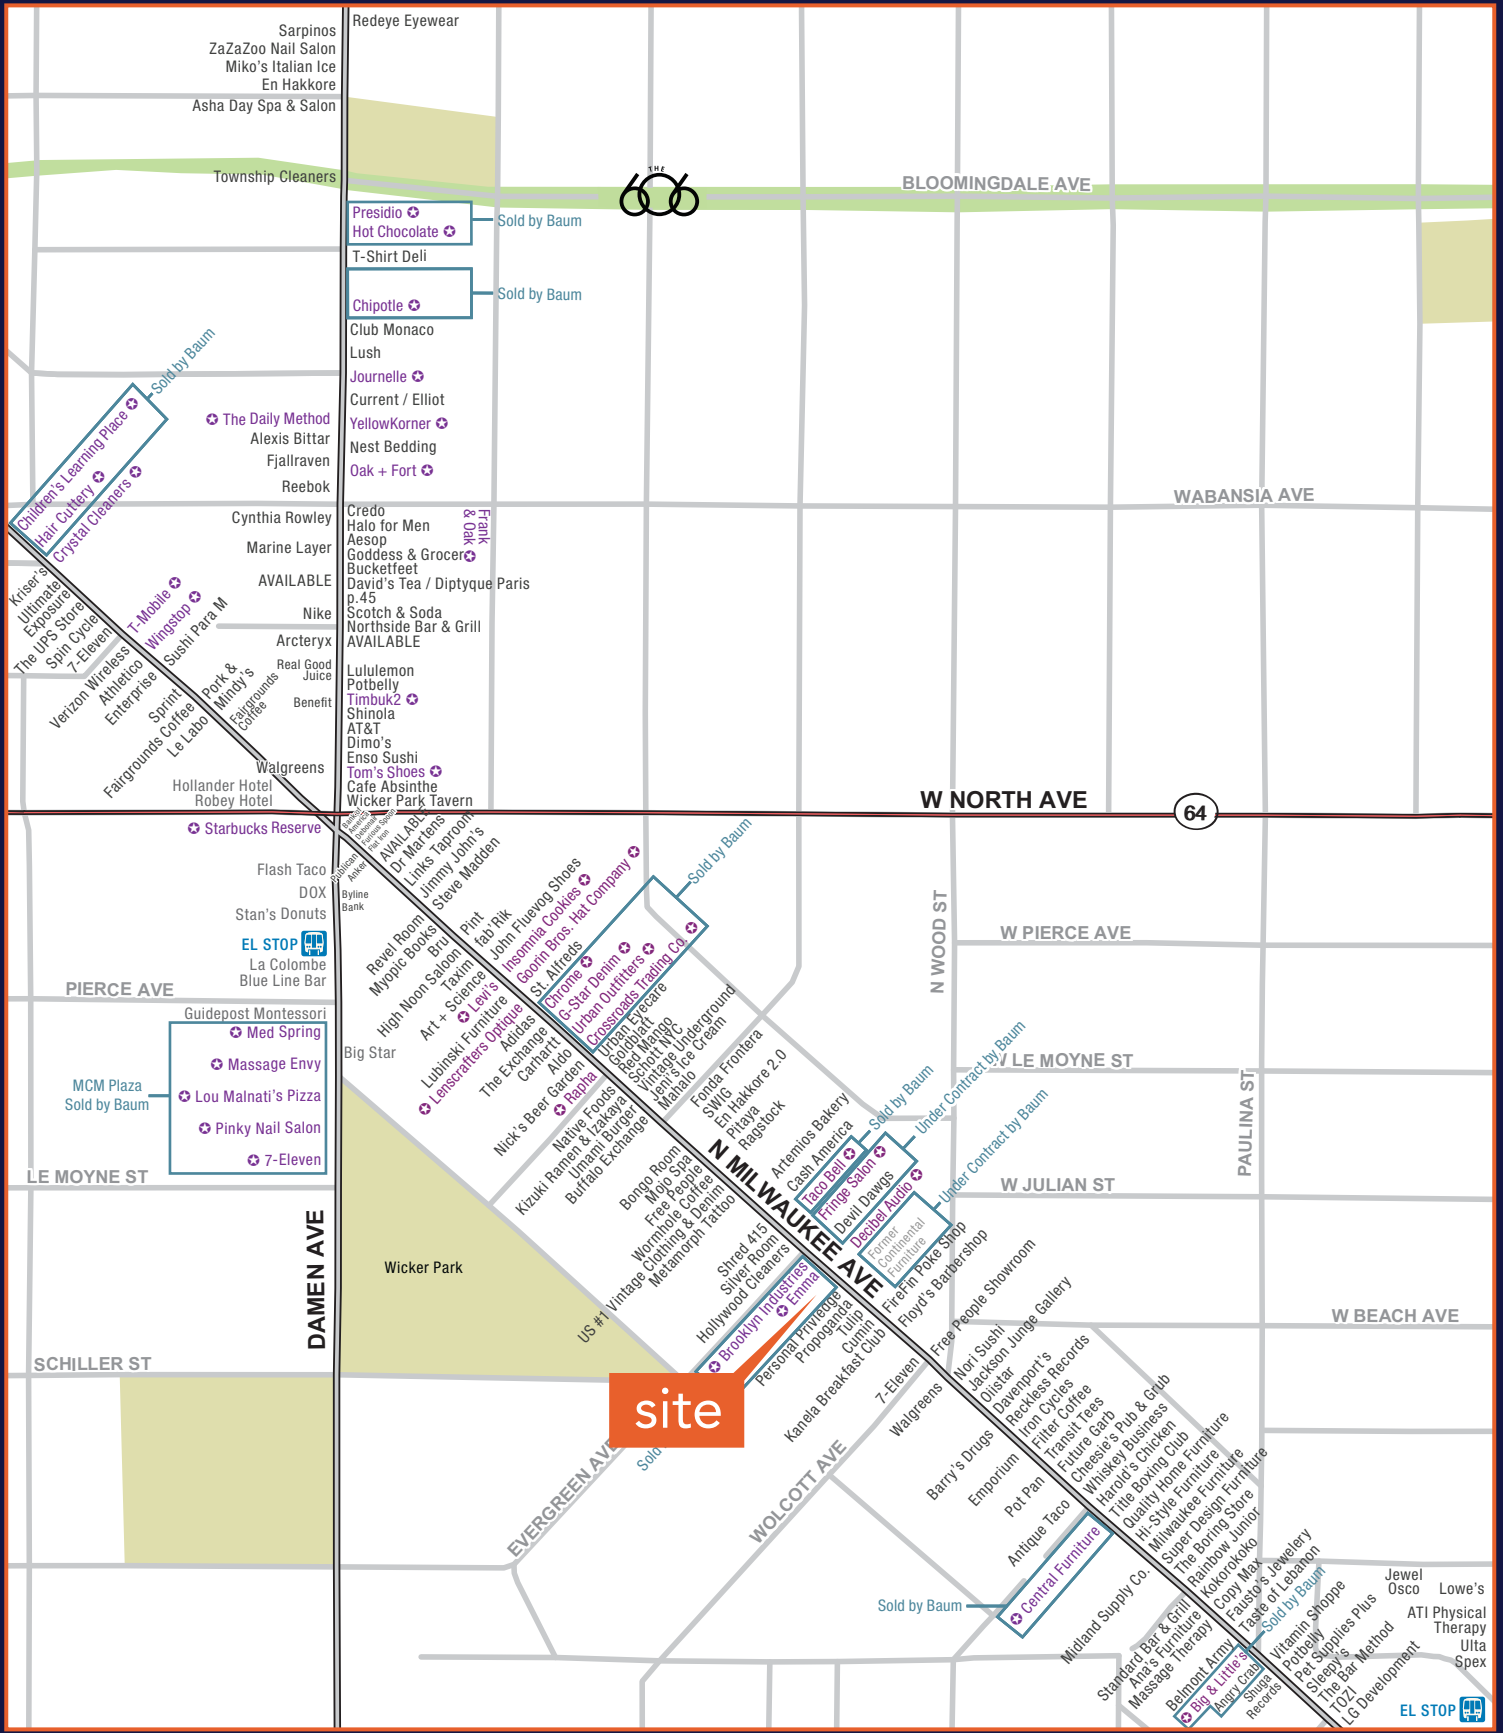 Redeye Eyewear
Sarpinos
ZaZaZoo Nail Salon
Miko's Italian Ice
En Hakkore
Asha Day Spa & Salon
Township Cleaners
THE
606
BLOOMINGDALE AVE
Presidio
Hot Chocolate
Sold by Baum
T-Shirt Deli
Chipotle
Sold by Baum
Club Monaco
Lush
Journelle
Current / Elliot
YellowKorner
Nest Bedding
Oak + Fort
The Daily Method
Alexis Bittar
Fjallraven
Reebok
Sold by Baum
Children's Learning Place
Hair Cuttery
Crystal Cleaners
WABANSIA AVE
Cynthia Rowley
Marine Layer
AVAILABLE
Nike
Arcteryx
Real Good
Juice
Benefit
Credo
Halo for Men
Aesop
Goddess & Grocer
Bucketfeet
David's Tea / Diptyque Paris
p.45
Scotch & Soda
Northside Bar & Grill
AVAILABLE
Frank
& Oak
Lululemon
Potbelly
Timbuk2
Shinola
AT&T
Dimo's
Enso Sushi
Tom's Shoes
Cafe Absinthe
Wicker Park Tavern
Kriser's
Ultimate
Exposure
The UPS Store
Spin Cycle
7-Eleven
T-Mobile
Wingstop
Sushi Para M
Verizon Wireless
Athletico
Enterprise
Sprint
Fairgrounds Coffee
Le Labo
Pork &
Mindy's
Fairgrounds
Coffee
Walgreens
Hollander Hotel
Robey Hotel
W NORTH AVE
64
Starbucks Reserve
Flash Taco
DOX
Stan's Donuts
EL STOP
La Colombe
Blue Line Bar
PIERCE AVE
Guidepost Montessori
Med Spring
Massage Envy
Lou Malnati's Pizza
Pinky Nail Salon
7-Eleven
MCM Plaza
Sold by Baum
LE MOYNE ST
DAMEN AVE
SCHILLER ST
Bank of
America
Debonair
Furious Spoon
Flat Iron
Publican
Anker
Byline
Bank
Big Star
AVAILABLE
Dr Martens
Links Taproom
Jimmy John's
Steve Madden
Revel Room
Myopic Books
Bru
Pint
High Noon Saloon
Taxim
fab'Rik
Art + Science
John Fluevog Shoes
Levi's
Insomnia Cookies
Goorin Bros. Hat Company
Lubinski Furniture
Lenscrafters Optique
St. Alfreds
Adidas
The Exchange
Carhartt
Aldo
Nick's Beer Garden
Rapha
Sold by Baum
Chrome
G-Star Denim
Urban Outfitters
Crossroads Trading Co.
Urban Eyecare
Goldblatt
Red Mango
Schott NYC
Vintage Underground
Jeni's Ice Cream
Mahalo
Native Foods
Kizuki Ramen & Izakaya
Umami Burger
Buffalo Exchange
Fonda Frontera
SWIG
En Hakkore 2.0
Pitaya
Ragstock
Bongo Room
Mojo Spa
Free People
Wormhole Coffee
US #1 Vintage Clothing & Denim
Metamorph Tattoo
Artemios Bakery
Cash America
Taco Bell
Sold by Baum
Fringe Salon
Under Contract by Baum
Devil Dawgs
Decibel Audio
Under Contract by Baum
Former
Continental
Furniture
N MILWAUKEE AVE
Shred 415
Silver Room
Hollywood Cleaners
Brooklyn Industries
Emma
Personal Privledge
Propoganda
Tulip
Cumin
Kanela Breakfast Club
7-Eleven
Walgreens
FireFin Poke Shop
Floyd's Barbershop
Free People Showroom
Wicker Park
site
Sold
EVERGREEN AVE
WOLCOTT AVE
N WOOD ST
W PIERCE AVE
W LE MOYNE ST
PAULINA ST
W JULIAN ST
W BEACH AVE
Nori Sushi
Jackson Junge Gallery
Oiistar
Davenport's
Reckless Records
Iron Cycles
Filter Coffee
Transit Tees
Future Garb
Cheesie's Pub & Grub
Whiskey Business
Harold's Chicken
Title Boxing Club
Quality Home Furniture
Hi-Style Furniture
Milwaukee Furniture
Super Design Furniture
The Boring Store
Rainbow Junior
Kokorokoko
Copy Max
Fausto's Jewelery
Taste of Lebanon
Barry's Drugs
Emporium
Pot Pan
Antique Taco
Central Furniture
Sold by Baum
Midland Supply Co.
Standard Bar & Grill
Ana's Furniture
Massage Therapy
Belmont Army
Big & Little's
Angry Crab
Shuga
Records
Sold by Baum
Vitamin Shoppe
Potbelly
Pet Supplies Plus
Sleepy's
The Bar Method
TOZI
LG Development
Jewel
Osco
Lowe's
ATI Physical
Therapy
Ulta
Spex
EL STOP